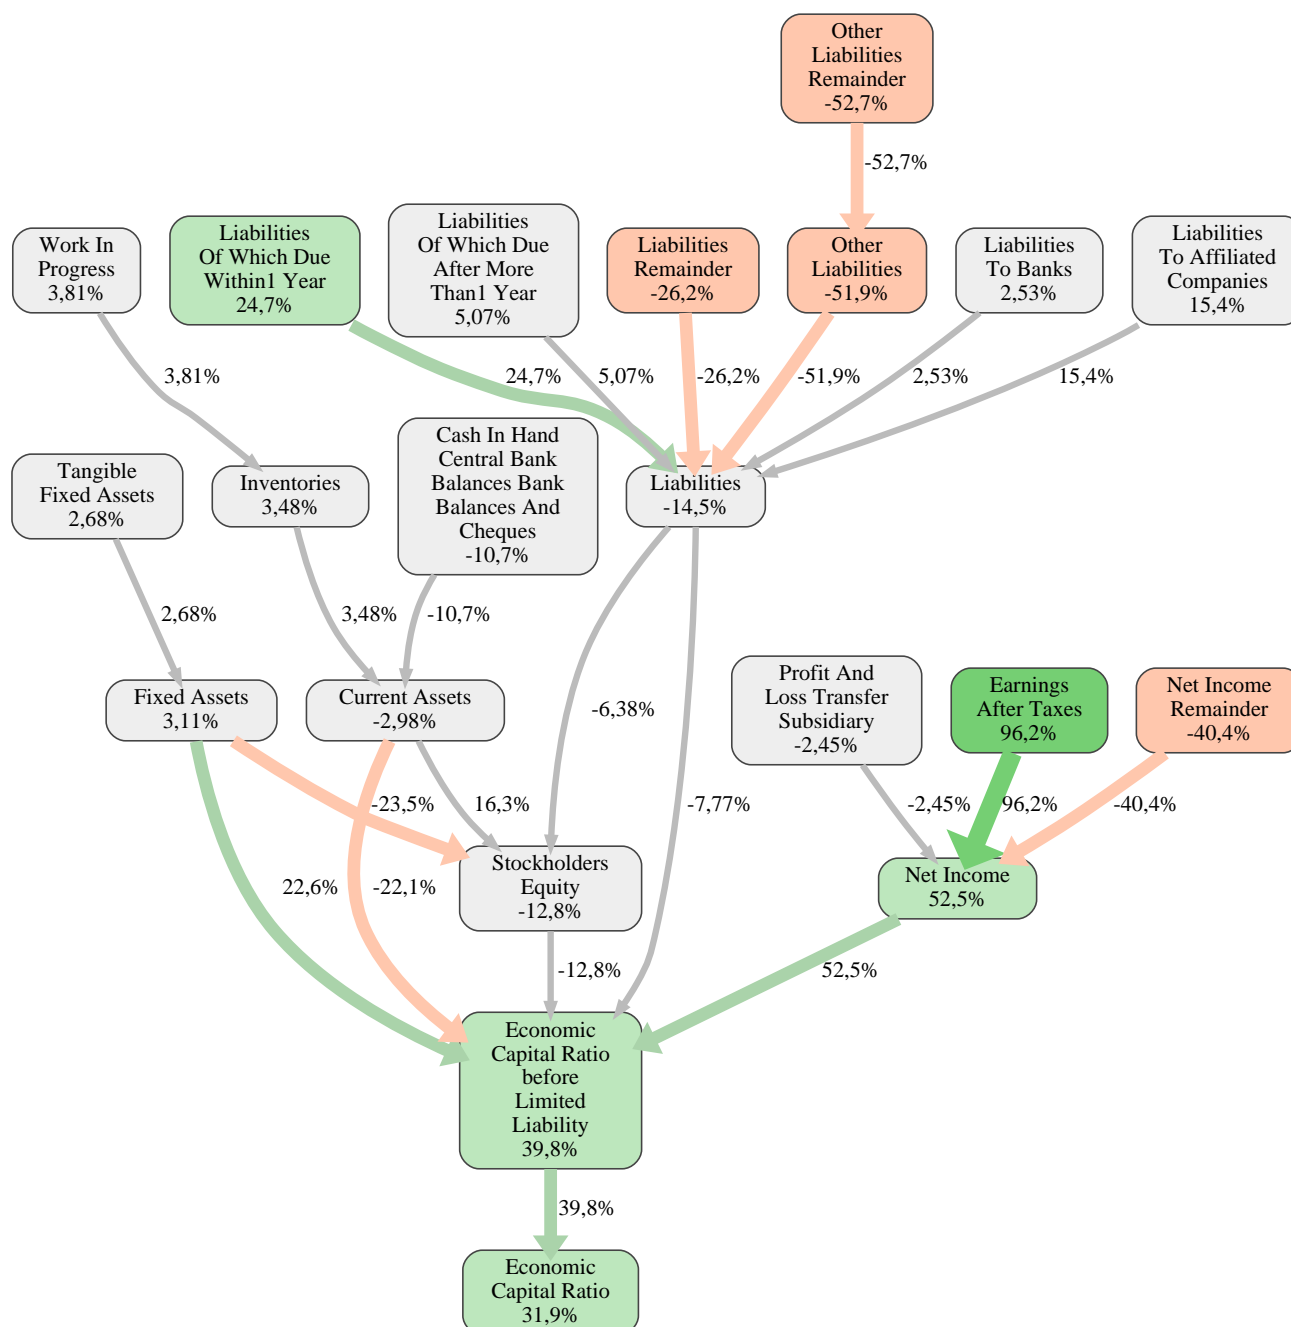 Other
Liabilities
Remainder
-52,7%
-52,7%
Work In
Progress
3,81%
Liabilities
Of Which Due
Within1 Year
24,7%
Liabilities
Of Which Due
After More
Than1 Year
5,07%
Liabilities
Remainder
-26,2%
Other
Liabilities
-51,9%
Liabilities
To Banks
2,53%
Liabilities
To Affiliated
Companies
15,4%
3,81%
24,7%
5,07%
-26,2%
-51,9%
2,53%
15,4%
Tangible
Fixed Assets
2,68%
Inventories
3,48%
Cash In Hand
Central Bank
Balances Bank
Balances And
Cheques
-10,7%
Liabilities
-14,5%
2,68%
3,48%
-10,7%
-6,38%
-7,77%
Fixed Assets
3,11%
Current Assets
-2,98%
Profit And
Loss Transfer
Subsidiary
-2,45%
Earnings
After Taxes
96,2%
Net Income
Remainder
-40,4%
-23,5%
16,3%
-2,45%
96,2%
-40,4%
22,6%
-22,1%
Stockholders
Equity
-12,8%
Net Income
52,5%
-12,8%
52,5%
Economic
Capital Ratio
before
Limited
Liability
39,8%
39,8%
Economic
Capital Ratio
31,9%